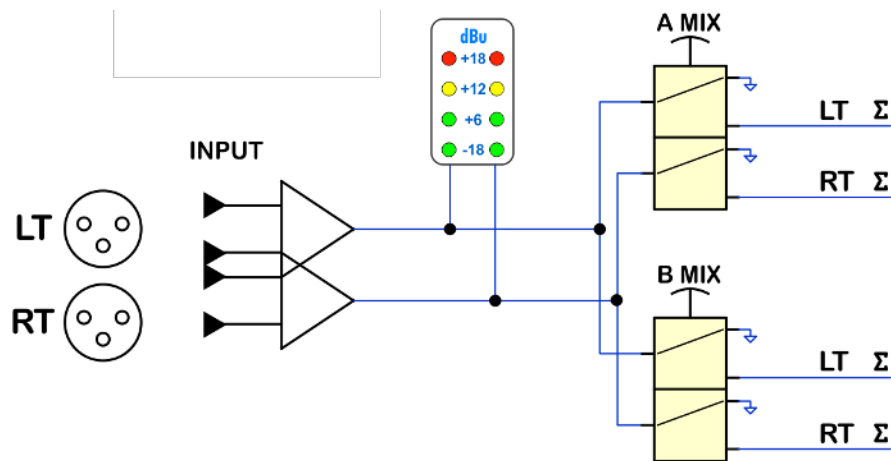 dBu
+18
+12
+6
-18
A MIX
LT Σ
RT Σ
INPUT
LT
RT
B MIX
LT Σ
RT Σ